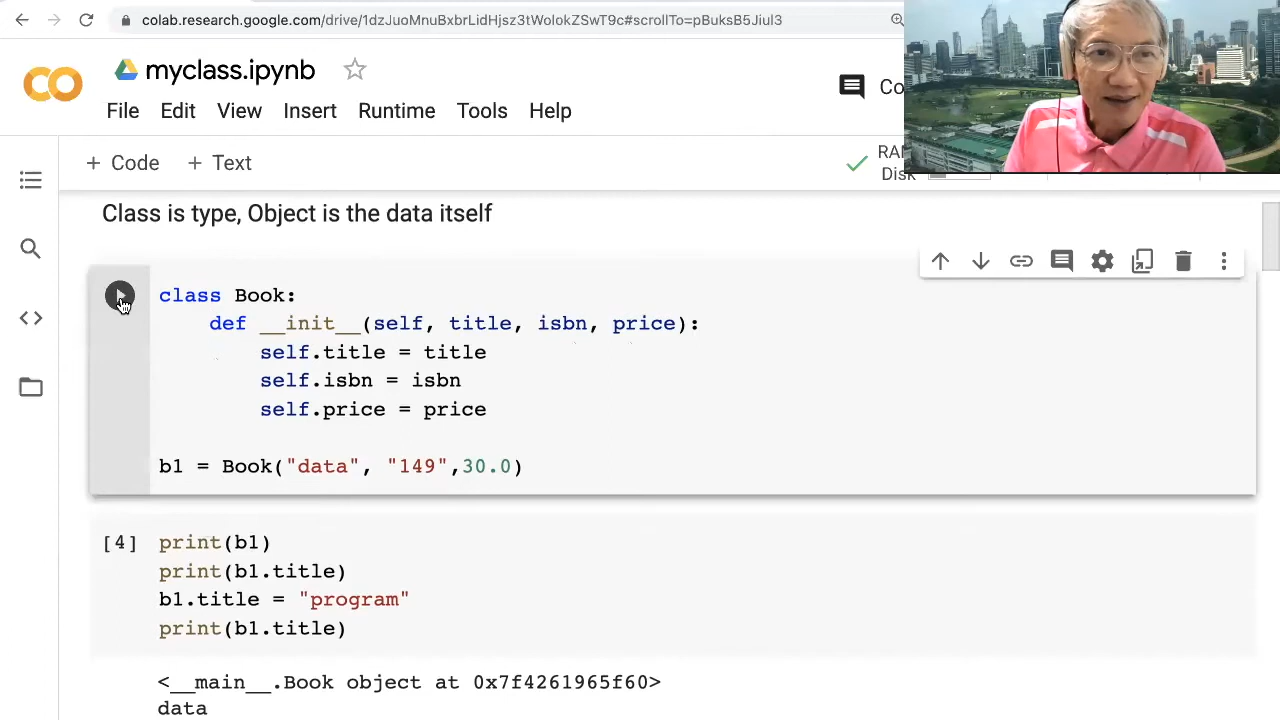 colab.research.google.com/drive/1dzJuoMnuBxbrLidHjsz3tWolokZSwT9c#scrollTo=pBuksB5Jiul3
myclass.ipynb
File Edit View Insert Runtime Tools Help
Co
+ Code + Text
RAM
Disk
Class is type, Object is the data itself
class Book:
    def __init__(self, title, isbn, price):
        self.title = title
        self.isbn = isbn
        self.price = price
b1 = Book("data", "149",30.0)
[4] print(b1)
print(b1.title)
b1.title = "program"
print(b1.title)
<__main__.Book object at 0x7f4261965f60>
data